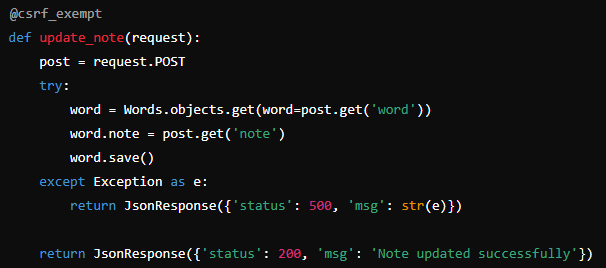 @csrf_exempt
def update_note(request):
    post = request.POST
    try:
        word = Words.objects.get(word=post.get('word'))
        word.note = post.get('note')
        word.save()
    except Exception as e:
        return JsonResponse({'status': 500, 'msg': str(e)})

    return JsonResponse({'status': 200, 'msg': 'Note updated successfully'})